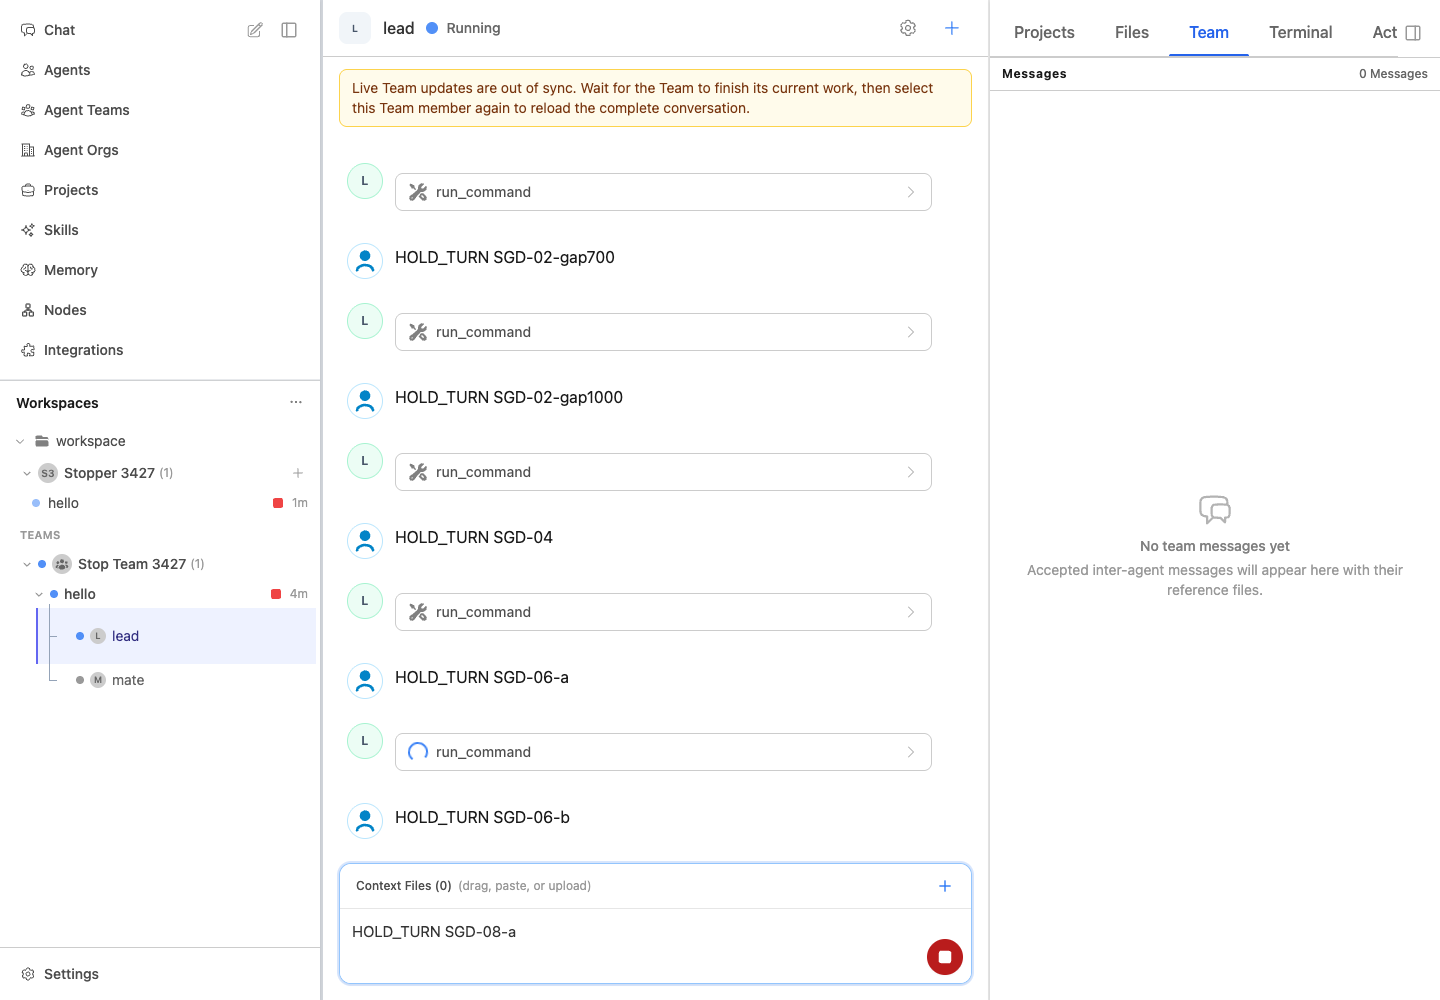 Chat
Agents
Agent Teams
Agent Orgs
Projects
Skills
Memory
Nodes
Integrations
Workspaces
workspace
S3 Stopper 3427 (1)
hello 1m
TEAMS
Stop Team 3427 (1)
hello 4m
L lead
M mate
Settings
L lead Running
Live Team updates are out of sync. Wait for the Team to finish its current work, then select
this Team member again to reload the complete conversation.
L run_command
HOLD_TURN SGD-02-gap700
L run_command
HOLD_TURN SGD-02-gap1000
L run_command
HOLD_TURN SGD-04
L run_command
HOLD_TURN SGD-06-a
L run_command
HOLD_TURN SGD-06-b
Context Files (0) (drag, paste, or upload)
HOLD_TURN SGD-08-a
Projects Files Team Terminal Act
Messages 0 Messages
No team messages yet
Accepted inter-agent messages will appear here with their
reference files.